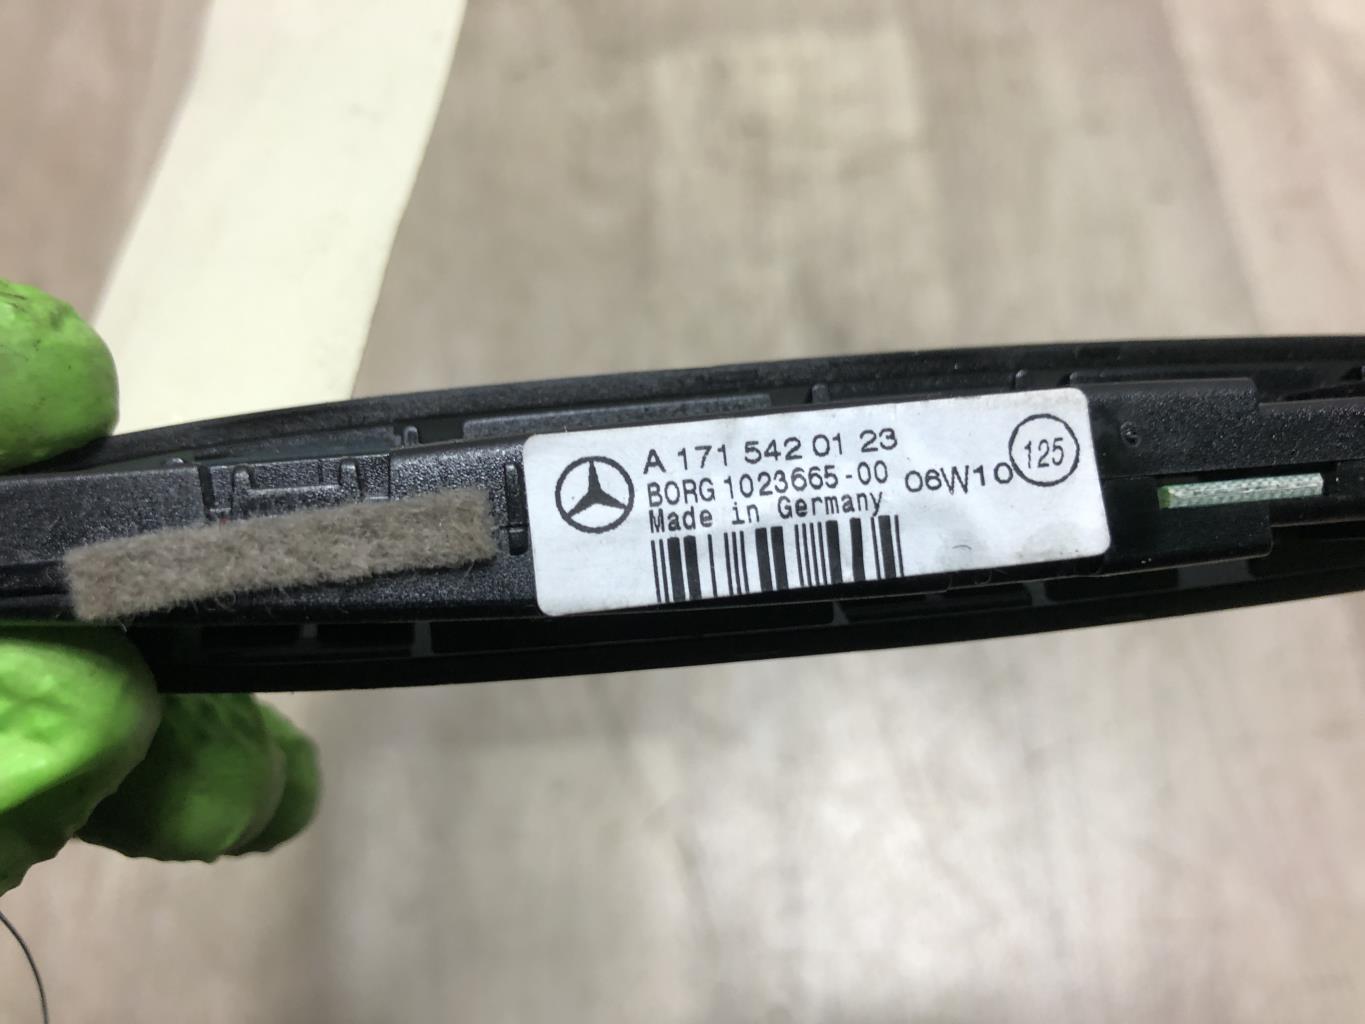 A 171 542 01 23
BORG 1023665-00 06W10 125
Made in Germany